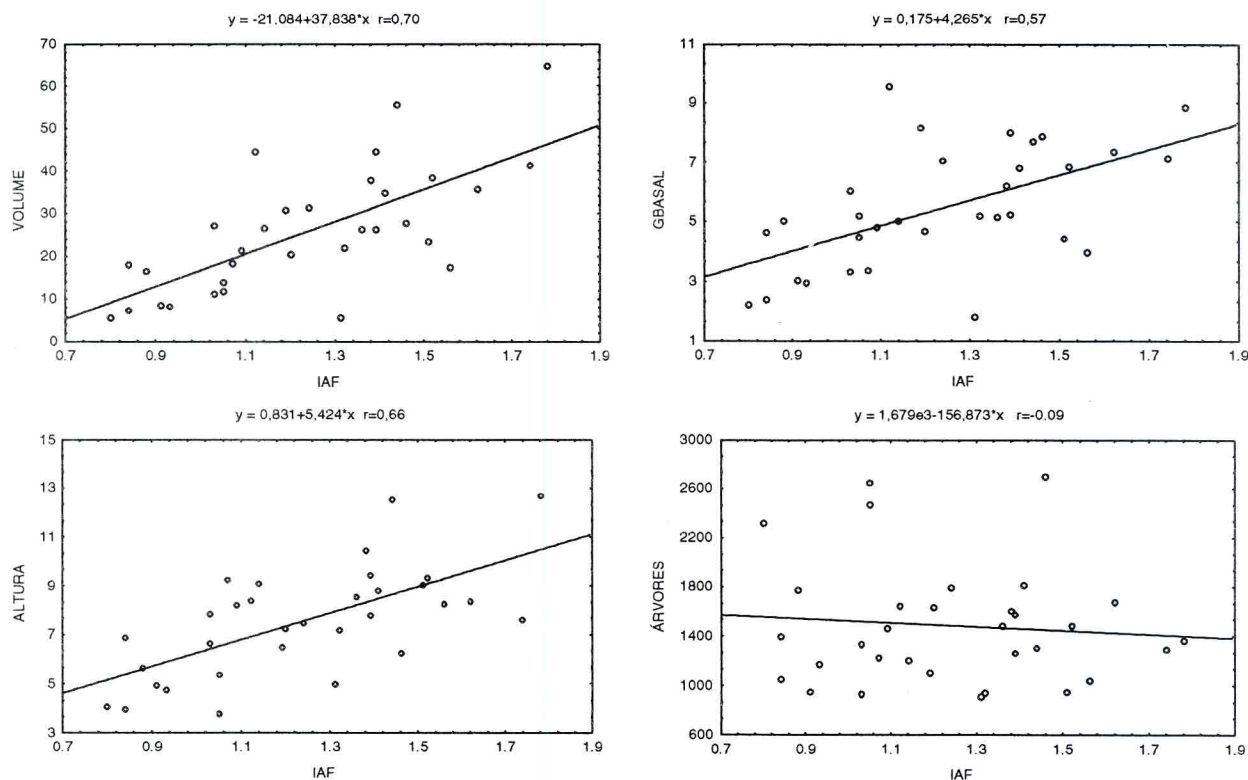 y = -21,084+37,838*x r=0,70
70
60
50
40
30
20
10
0
VOLUME
0.7 0.9 1.1 1.3 1.5 1.7 1.9
IAF
y = 0,175+4,265*x r=0,57
11
9
7
5
3
1
GBASAL
0.7 0.9 1.1 1.3 1.5 1.7 1.9
IAF
y = 0,831+5,424*x r=0,66
15
13
11
9
7
5
3
ALTURA
0.7 0.9 1.1 1.3 1.5 1.7 1.9
IAF
y = 1,679e3-156,873*x r=-0.09
3000
2600
2200
1800
1400
1000
600
ÁRVORES
0.7 0.9 1.1 1.3 1.5 1.7 1.9
IAF